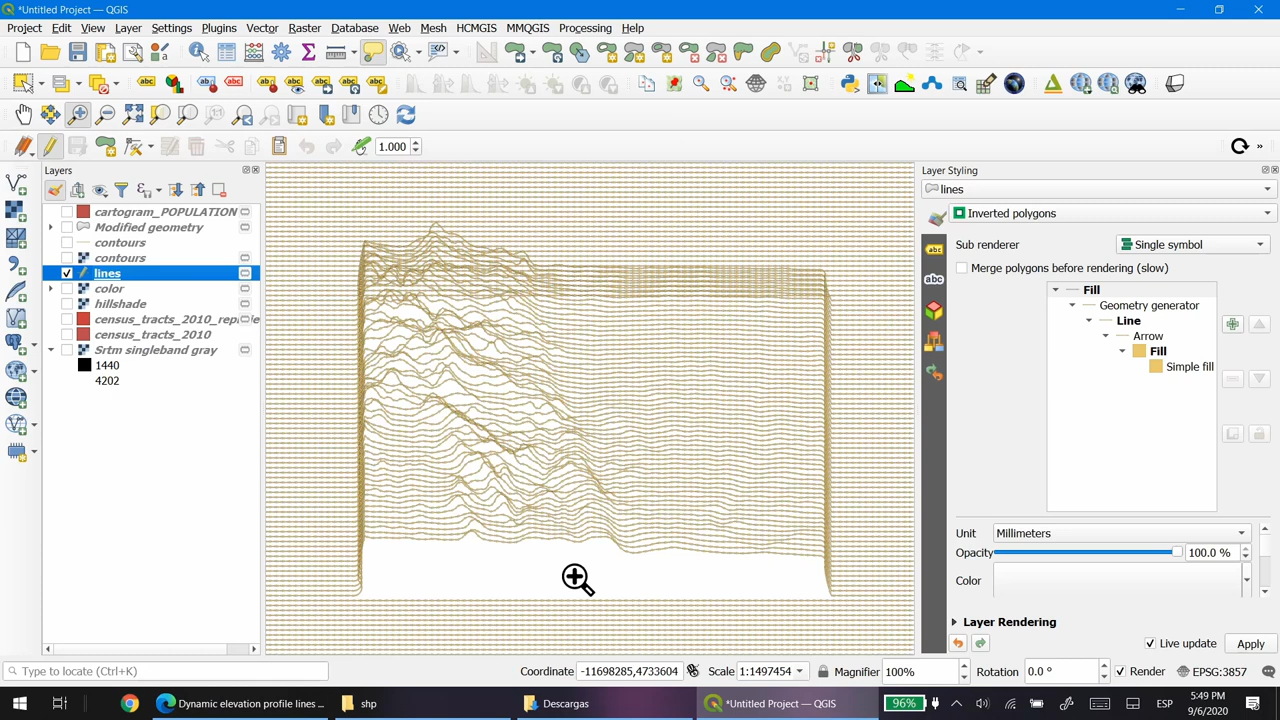 *Untitled Project — QGIS
Project Edit View Layer Settings Plugins Vector Raster Database Web Mesh HCMGIS MMQGIS Processing Help
1.000
Layers
cartogram_POPULATION
Modified geometry
contours
contours
lines
color
hillshade
census_tracts_2010
Srtm singleband gray
1440
4202
Layer Styling
lines
Inverted polygons
Sub renderer Single symbol
Merge polygons before rendering (slow)
Fill
Geometry generator
Line
Arrow
Fill
Simple fill
Unit Millimeters
Opacity 100.0 %
Color
Layer Rendering
Live update Apply
Type to locate (Ctrl+K) Coordinate -11698285,4733604 Scale 1:1497454 Magnifier 100% Rotation 0.0 ° Render EPSG:3857
Dynamic elevation profile lines ... shp Descargas *Untitled Project — QGIS 96% ESP 5:49 PM
9/6/2020